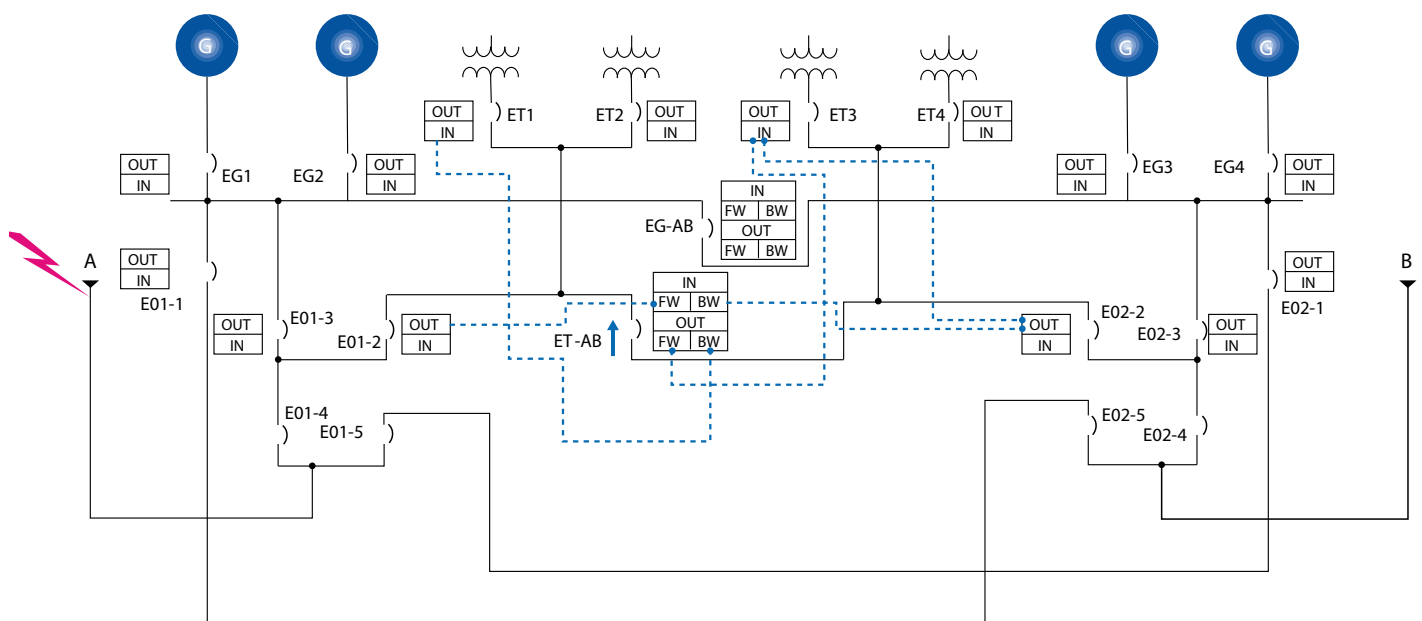 G
G
G
G
OUT
IN
ET1
ET2
OUT
IN
OUT
IN
ET3
ET4
OUT
IN
OUT
IN
EG1
EG2
OUT
IN
OUT
IN
EG3
EG4
OUT
IN
EG-AB
IN
FW BW
OUT
FW BW
A
OUT
IN
E01-1
B
OUT
IN
E02-1
OUT
IN
E01-3
E01-2
OUT
IN
ET-AB
IN
FW BW
OUT
FW BW
OUT
IN
E02-2
E02-3
OUT
IN
E01-4
E01-5
E02-5
E02-4